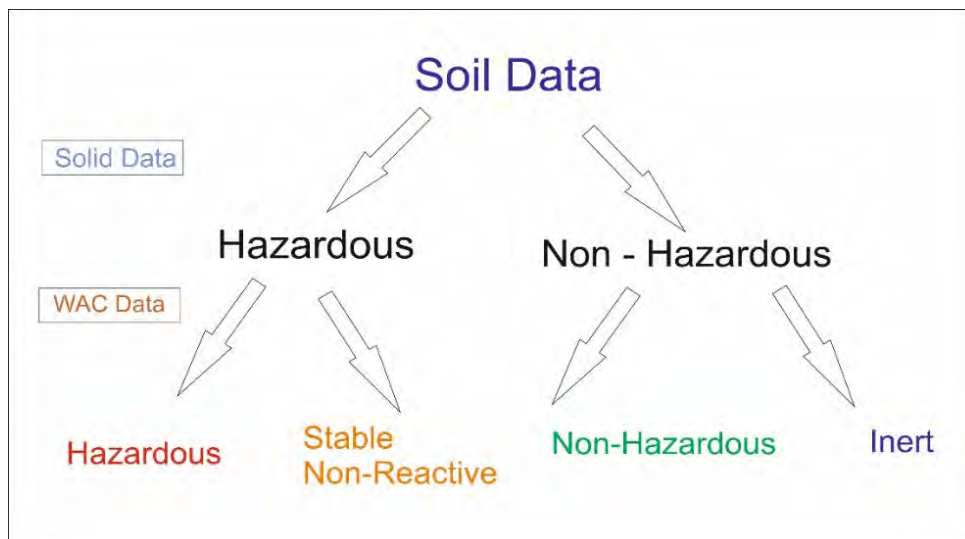 Soil Data
Solid Data
Hazardous
Non - Hazardous
WAC Data
Hazardous
Stable
Non-Reactive
Non-Hazardous
Inert